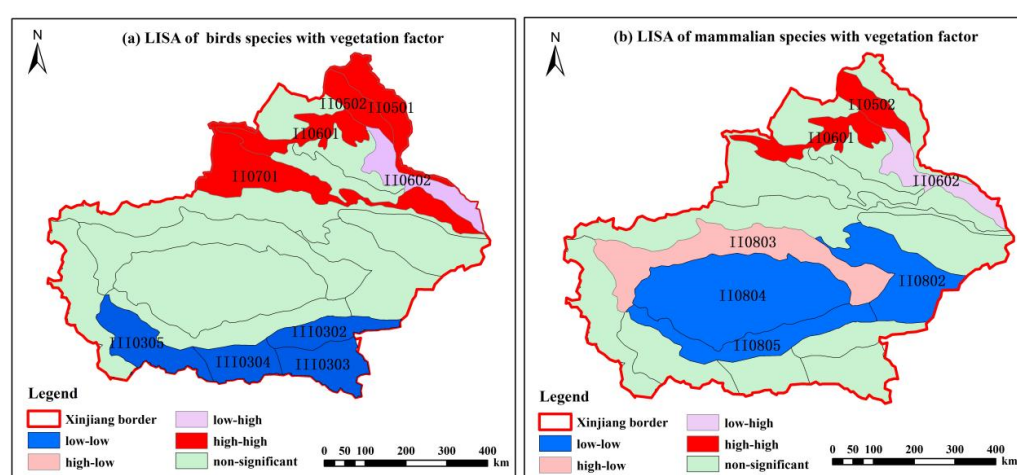 (a) LISA of birds species with vegetation factor
N
II0502
II0501
II0601
II0701
II0602
III0305
III0302
III0304
III0303
Legend
Xinjiang border
low-high
low-low
high-high
high-low
non-significant
0 50 100 200 300 400
km
(b) LISA of mammalian species with vegetation factor
N
II0502
II0601
II0602
II0803
II0802
II0804
II0805
Legend
Xinjiang border
low-high
low-low
high-high
high-low
non-significant
0 50 100 200 300 400
km